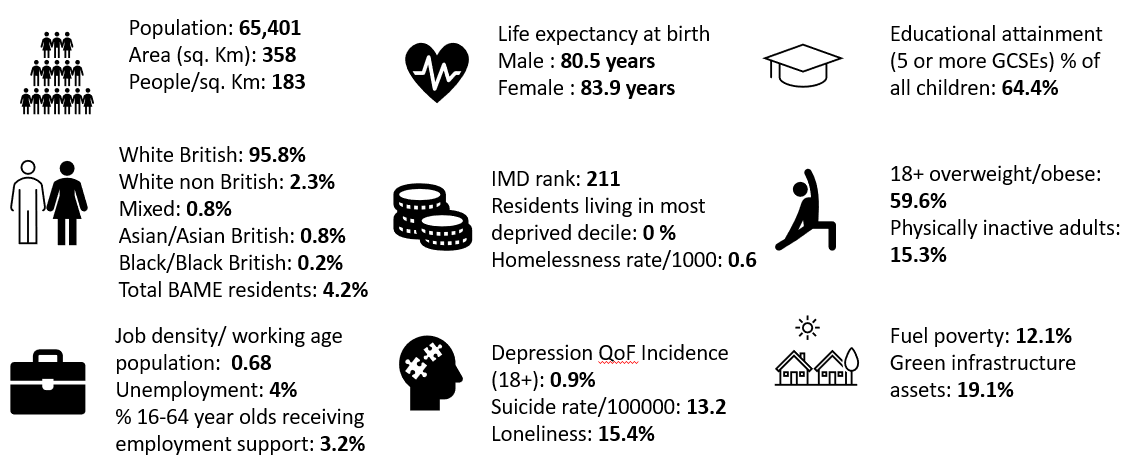 Population: 65,401
Area (sq. Km): 358
People/sq. Km: 183
Life expectancy at birth
Male : 80.5 years
Female : 83.9 years
Educational attainment
(5 or more GCSEs) % of
all children: 64.4%
White British: 95.8%
White non British: 2.3%
Mixed: 0.8%
Asian/Asian British: 0.8%
Black/Black British: 0.2%
Total BAME residents: 4.2%
IMD rank: 211
Residents living in most
deprived decile: 0 %
Homelessness rate/1000: 0.6
18+ overweight/obese:
59.6%
Physically inactive adults:
15.3%
Job density/ working age
population: 0.68
Unemployment: 4%
% 16-64 year olds receiving
employment support: 3.2%
Depression QoF Incidence
(18+): 0.9%
Suicide rate/100000: 13.2
Loneliness: 15.4%
Fuel poverty: 12.1%
Green infrastructure
assets: 19.1%